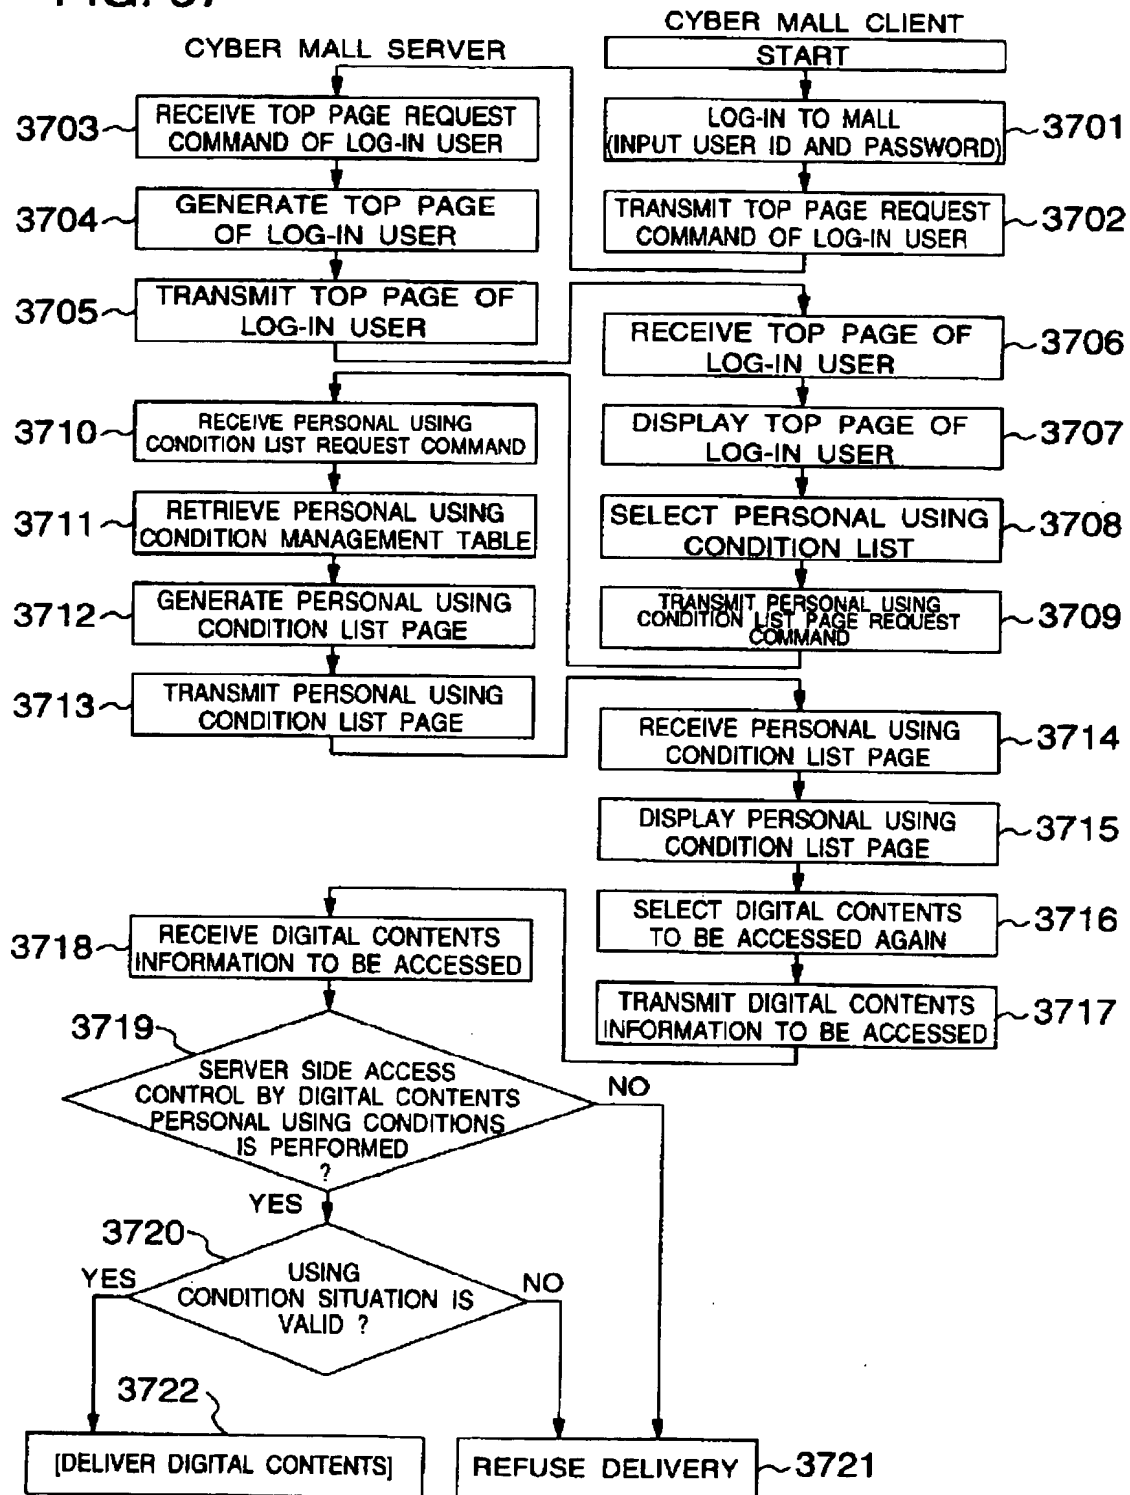 FIG. 37
CYBER MALL SERVER
CYBER MALL CLIENT
START
LOG-IN TO MALL
(INPUT USER ID AND PASSWORD)
3701
TRANSMIT TOP PAGE REQUEST
COMMAND OF LOG-IN USER
3702
3703
RECEIVE TOP PAGE REQUEST
COMMAND OF LOG-IN USER
3704
GENERATE TOP PAGE
OF LOG-IN USER
3705
TRANSMIT TOP PAGE OF
LOG-IN USER
RECEIVE TOP PAGE OF
LOG-IN USER
3706
DISPLAY TOP PAGE OF
LOG-IN USER
3707
SELECT PERSONAL USING
CONDITION LIST
3708
TRANSMIT PERSONAL USING
CONDITION LIST PAGE REQUEST
COMMAND
3709
3710
RECEIVE PERSONAL USING
CONDITION LIST REQUEST COMMAND
3711
RETRIEVE PERSONAL USING
CONDITION MANAGEMENT TABLE
3712
GENERATE PERSONAL USING
CONDITION LIST PAGE
3713
TRANSMIT PERSONAL USING
CONDITION LIST PAGE
RECEIVE PERSONAL USING
CONDITION LIST PAGE
3714
DISPLAY PERSONAL USING
CONDITION LIST PAGE
3715
SELECT DIGITAL CONTENTS
TO BE ACCESSED AGAIN
3716
TRANSMIT DIGITAL CONTENTS
INFORMATION TO BE ACCESSED
3717
3718
RECEIVE DIGITAL CONTENTS
INFORMATION TO BE ACCESSED
3719
SERVER SIDE ACCESS
CONTROL BY DIGITAL CONTENTS
PERSONAL USING CONDITIONS
IS PERFORMED
?
NO
YES
3720
USING
CONDITION SITUATION IS
VALID ?
YES
NO
3722
[DELIVER DIGITAL CONTENTS]
REFUSE DELIVERY
3721